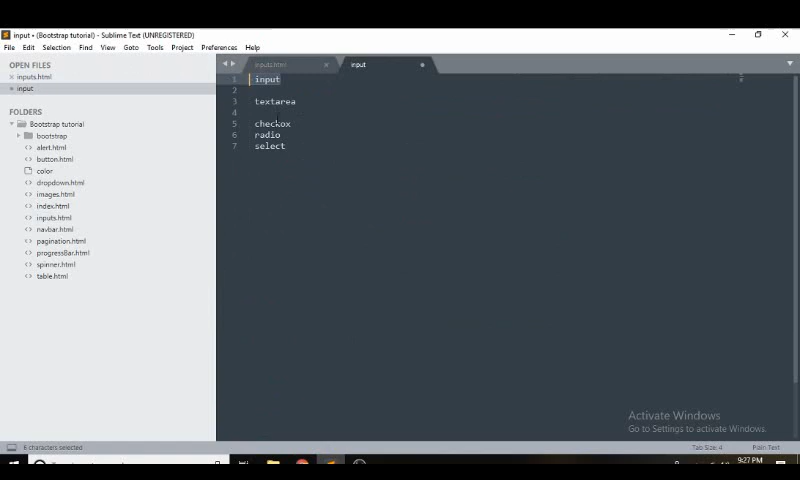 input • (Bootstrap tutorial) - Sublime Text (UNREGISTERED)
File Edit Selection Find View Goto Tools Project Preferences Help
OPEN FILES
inputs.html
input
FOLDERS
Bootstrap tutorial
bootstrap
alert.html
button.html
color
dropdown.html
images.html
index.html
inputs.html
navbar.html
pagination.html
progressBar.html
spinner.html
table.html
inputs.html input
1 input
2
3 textarea
4
5 checkox
6 radio
7 select
Activate Windows
Go to Settings to activate Windows.
6 characters selected Tab Size: 4 Plain Text
9:27 PM